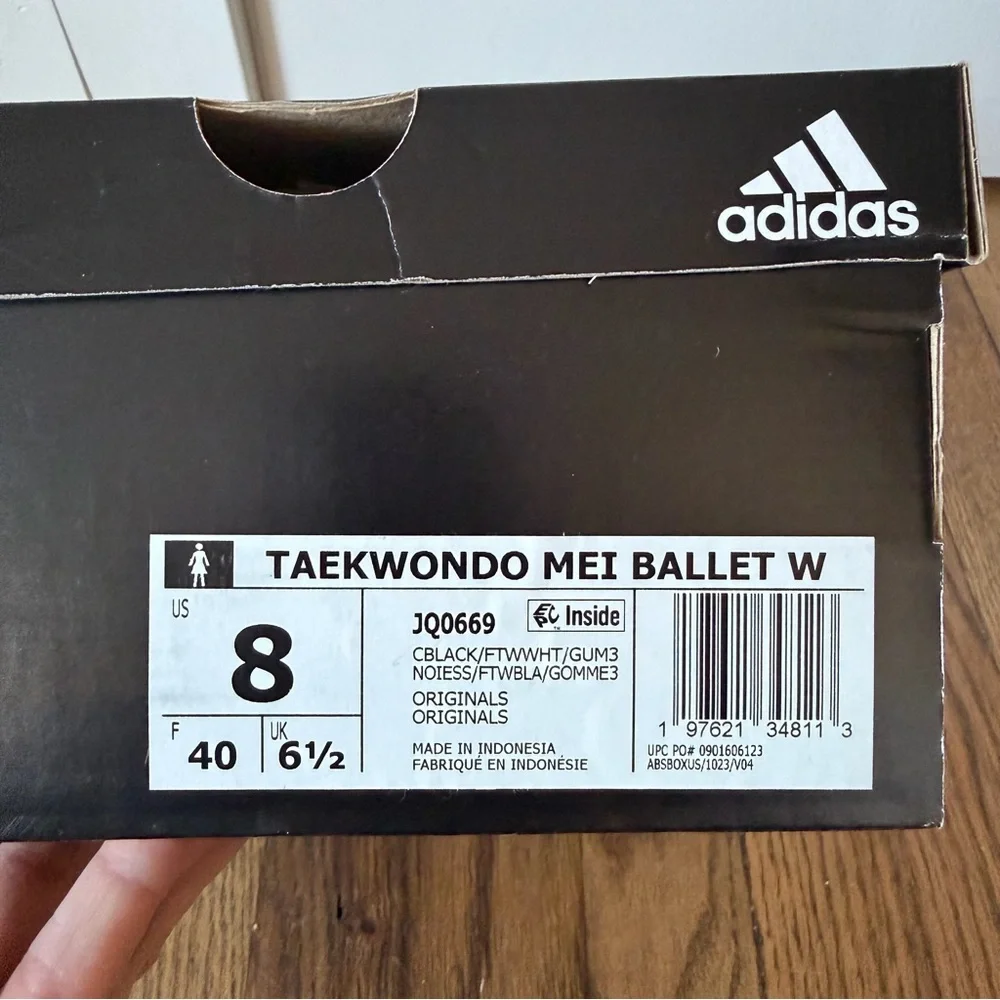 adidas
TAEKWONDO MEI BALLET W
US
8
F
40
UK
6½
JQ0669
Inside
CBLACK/FTWWHT/GUM3
NOIESS/FTWBLA/GOMME3
ORIGINALS
ORIGINALS
MADE IN INDONESIA
FABRIQUÉ EN INDONÉSIE
1 97621 34811 3
UPC PO# 0901606123
ABSBOXUS/1023/V04